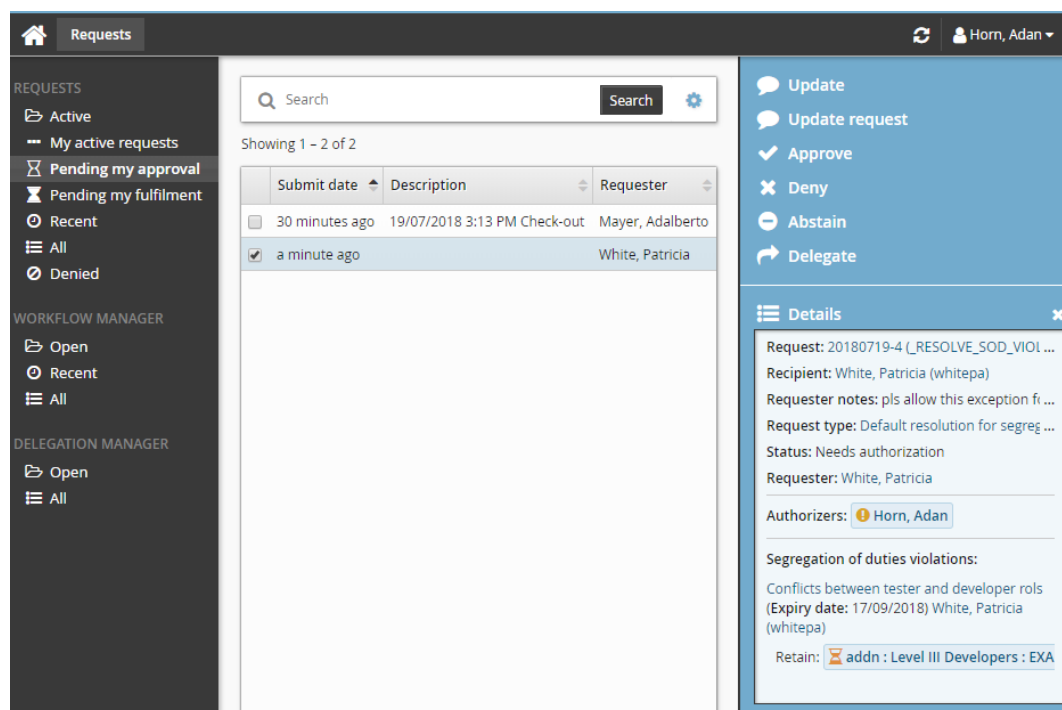 Requests
Horn, Adan
REQUESTS
Active
My active requests
Pending my approval
Pending my fulfilment
Recent
All
Denied
WORKFLOW MANAGER
Open
Recent
All
DELEGATION MANAGER
Open
All
Search Search
Showing 1 – 2 of 2
Submit date Description Requester
30 minutes ago 19/07/2018 3:13 PM Check-out Mayer, Adalberto
a minute ago White, Patricia
Update
Update request
Approve
Deny
Abstain
Delegate
Details
Request: 20180719-4 (_RESOLVE_SOD_VIOL ...
Recipient: White, Patricia (whitepa)
Requester notes: pls allow this exception fo ...
Request type: Default resolution for segreg ...
Status: Needs authorization
Requester: White, Patricia
Authorizers: Horn, Adan
Segregation of duties violations:
Conflicts between tester and developer rols
(Expiry date: 17/09/2018) White, Patricia
(whitepa)
Retain: addn : Level III Developers : EXA